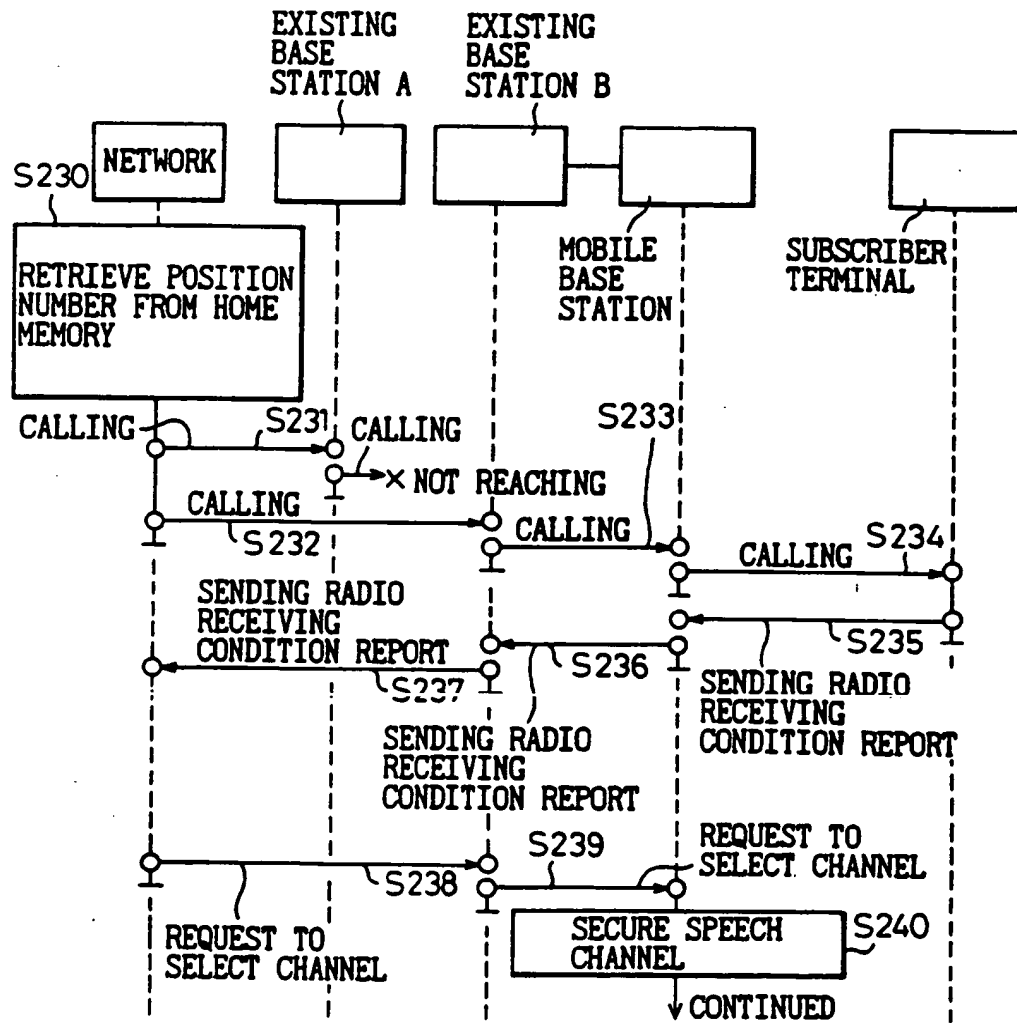 EXISTING
BASE
STATION A
EXISTING
BASE
STATION B
NETWORK
S230
MOBILE
BASE
STATION
SUBSCRIBER
TERMINAL
RETRIEVE POSITION
NUMBER FROM HOME
MEMORY
CALLING
S231
CALLING
× NOT REACHING
S233
CALLING
S232
CALLING
CALLING
S234
SENDING RADIO
RECEIVING
CONDITION REPORT
S237
S236
S235
SENDING RADIO
RECEIVING
CONDITION REPORT
SENDING RADIO
RECEIVING
CONDITION REPORT
S238
S239
REQUEST TO
SELECT CHANNEL
REQUEST TO
SELECT CHANNEL
SECURE SPEECH
CHANNEL
S240
CONTINUED